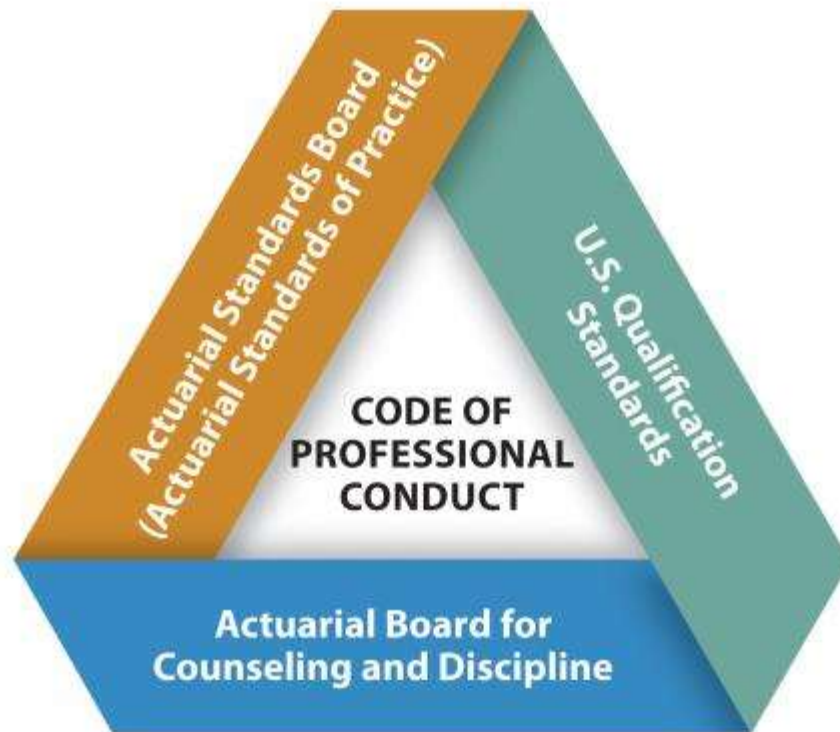 Actuarial Standards Board
(Actuarial Standards of Practice)
U.S. Qualification
Standards
CODE OF
PROFESSIONAL
CONDUCT
Actuarial Board for
Counseling and Discipline